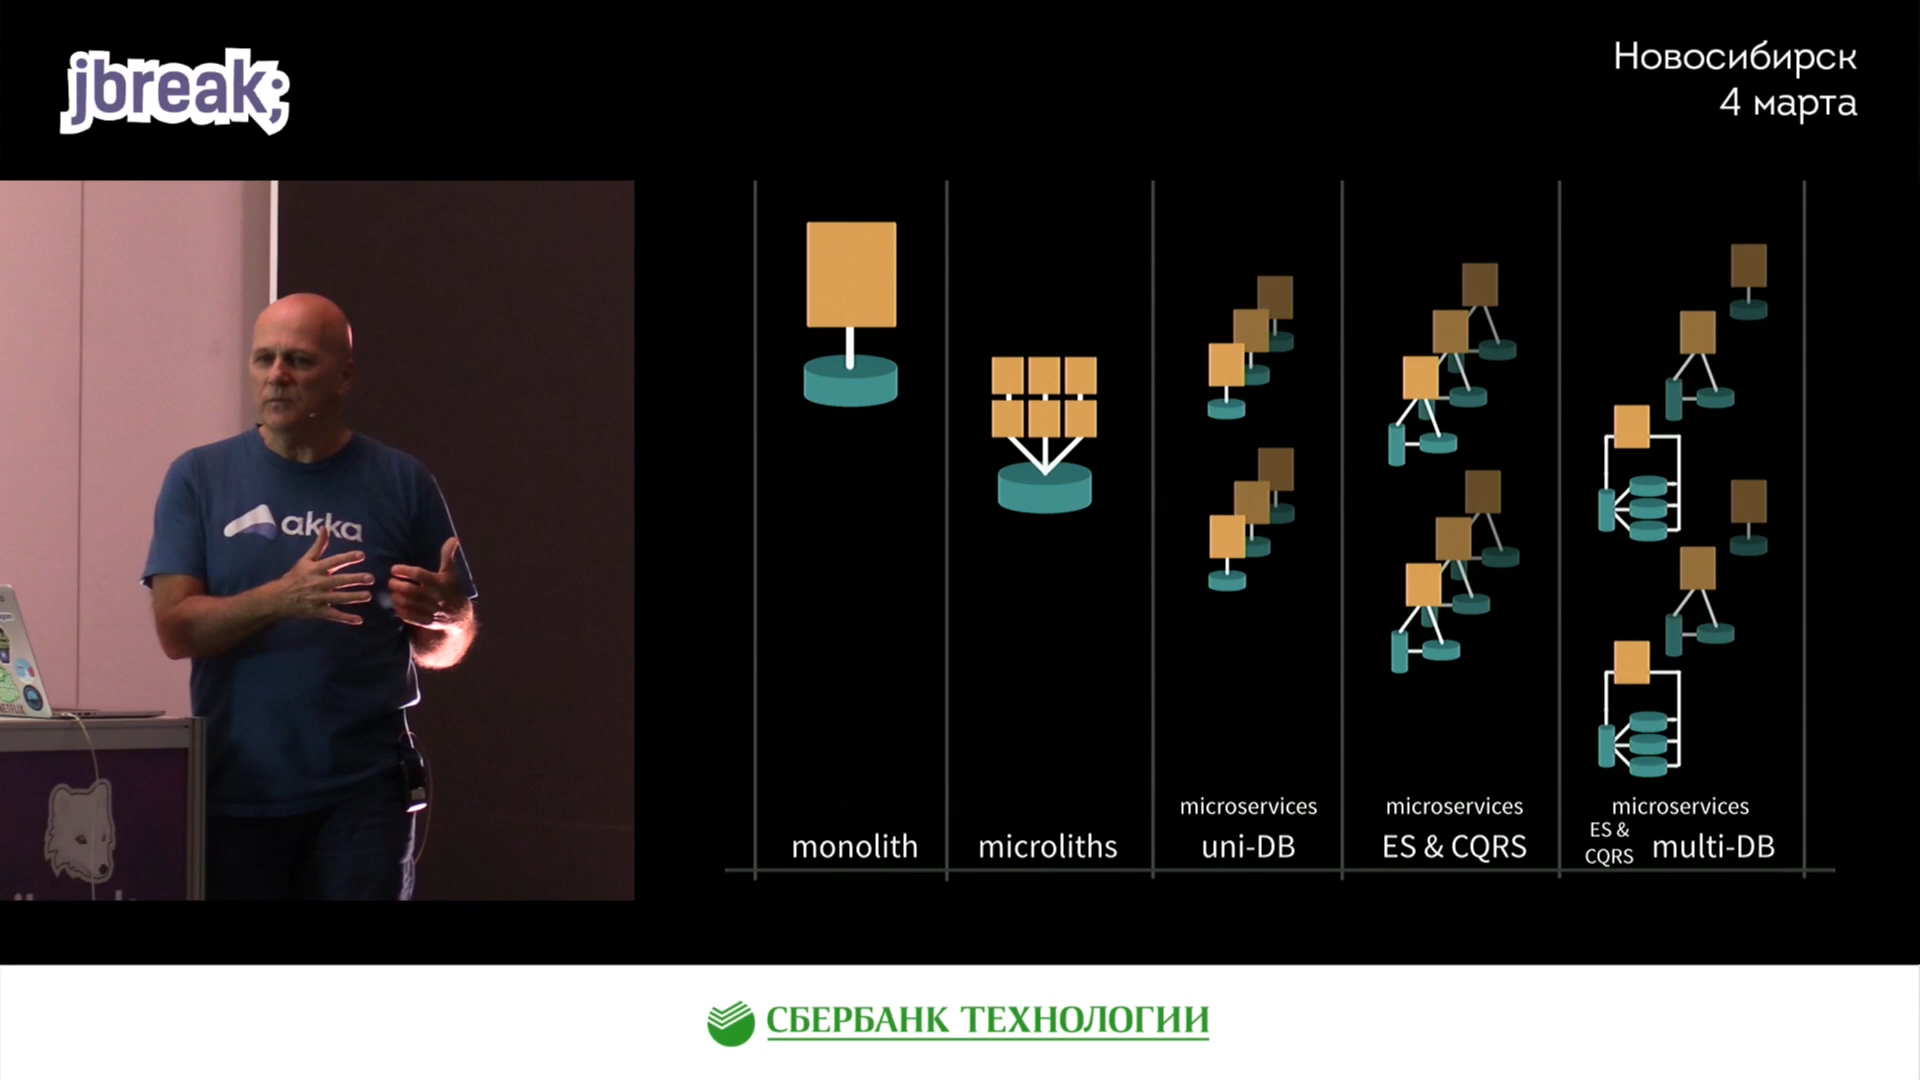 jbreak;
Новосибирск
4 марта
akka
NETFLIX
monolith
microliths
microservices
uni-DB
microservices
ES & CQRS
microservices
ES &
CQRS
multi-DB
СБЕРБАНК ТЕХНОЛОГИИ